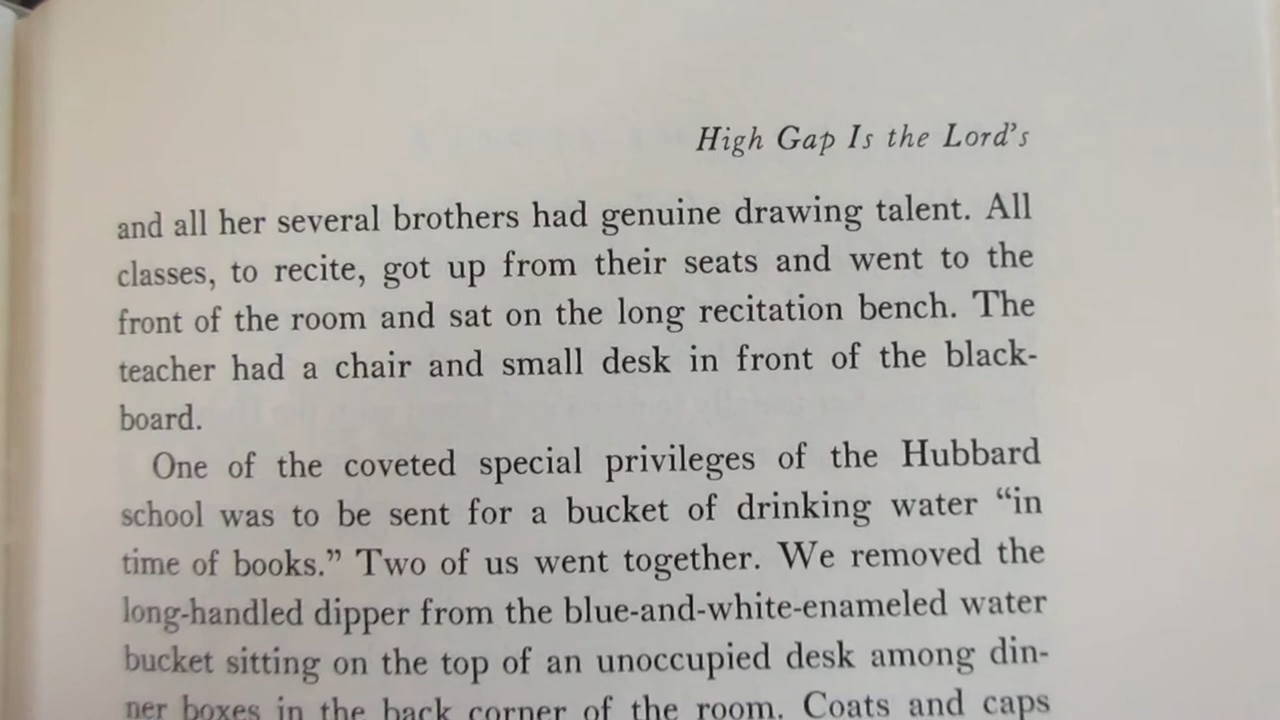 High Gap Is the Lord's
and all her several brothers had genuine drawing talent. All
classes, to recite, got up from their seats and went to the
front of the room and sat on the long recitation bench. The
teacher had a chair and small desk in front of the black-
board.
One of the coveted special privileges of the Hubbard
school was to be sent for a bucket of drinking water “in
time of books.” Two of us went together. We removed the
long-handled dipper from the blue-and-white-enameled water
bucket sitting on the top of an unoccupied desk among din-
ner boxes in the back corner of the room. Coats and caps